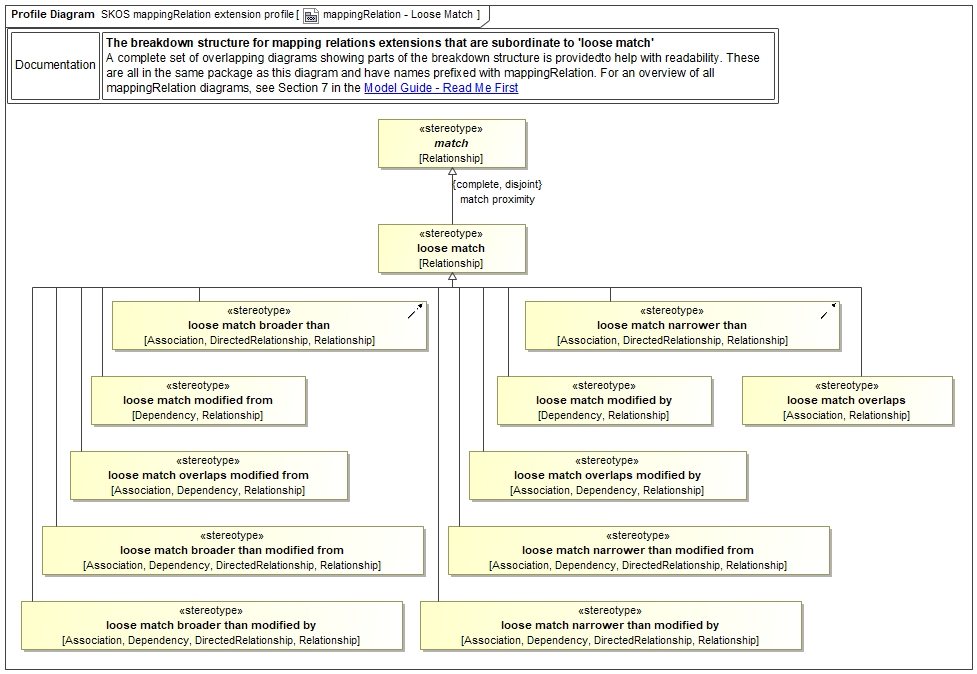 Profile Diagram SKOS mappingRelation extension profile[ mappingRelation - Loose Match ]
Documentation
The breakdown structure for mapping relations extensions that are subordinate to 'loose match'
A complete set of overlapping diagrams showing parts of the breakdown structure is providedto help with readability. These
are all in the same package as this diagram and have names prefixed with mappingRelation. For an overview of all
mappingRelation diagrams, see Section 7 in the Model Guide - Read Me First
«stereotype»
match
[Relationship]
{complete, disjoint}
match proximity
«stereotype»
loose match
[Relationship]
«stereotype»
loose match broader than
[Association, DirectedRelationship, Relationship]
«stereotype»
loose match narrower than
[Association, DirectedRelationship, Relationship]
«stereotype»
loose match modified from
[Dependency, Relationship]
«stereotype»
loose match modified by
[Dependency, Relationship]
«stereotype»
loose match overlaps
[Association, Relationship]
«stereotype»
loose match overlaps modified from
[Association, Dependency, Relationship]
«stereotype»
loose match overlaps modified by
[Association, Dependency, Relationship]
«stereotype»
loose match broader than modified from
[Association, Dependency, DirectedRelationship, Relationship]
«stereotype»
loose match narrower than modified from
[Association, Dependency, DirectedRelationship, Relationship]
«stereotype»
loose match broader than modified by
[Association, Dependency, DirectedRelationship, Relationship]
«stereotype»
loose match narrower than modified by
[Association, Dependency, DirectedRelationship, Relationship]